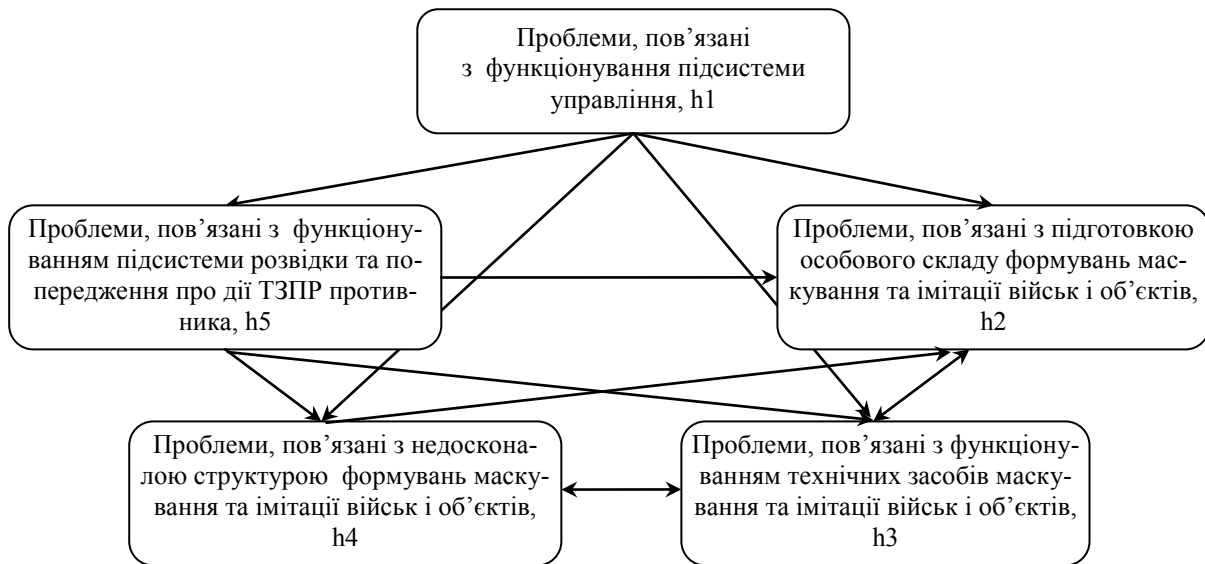 Проблеми, пов’язані
з функціонування підсистеми
управління, h1
Проблеми, пов’язані з функціону-
ванням підсистеми розвідки та по-
передження про дії ТЗПР против-
ника, h5
Проблеми, пов’язані з підготовкою
особового складу формувань мас-
кування та імітації військ і об’єктів,
h2
Проблеми, пов’язані з недоскона-
лою структурою формувань маску-
вання та імітації військ і об’єктів,
h4
Проблеми, пов’язані з функціону-
ванням технічних засобів маску-
вання та імітації військ і об’єктів,
h3